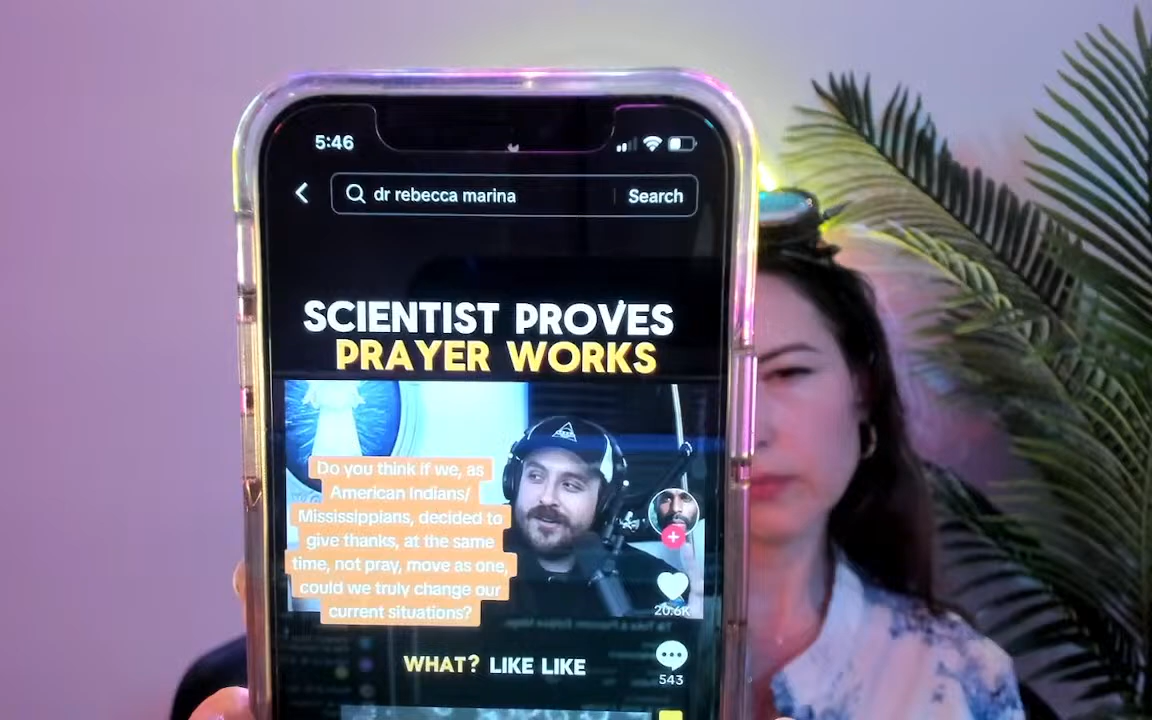 5:46
dr rebecca marina
Search
SCIENTIST PROVES
PRAYER WORKS
Do you think if we, as
American Indians/
Mississippians, decided to
give thanks, at the same
time, not pray, move as one,
could we truly change our
current situations?
20.6K
WHAT? LIKE LIKE
543